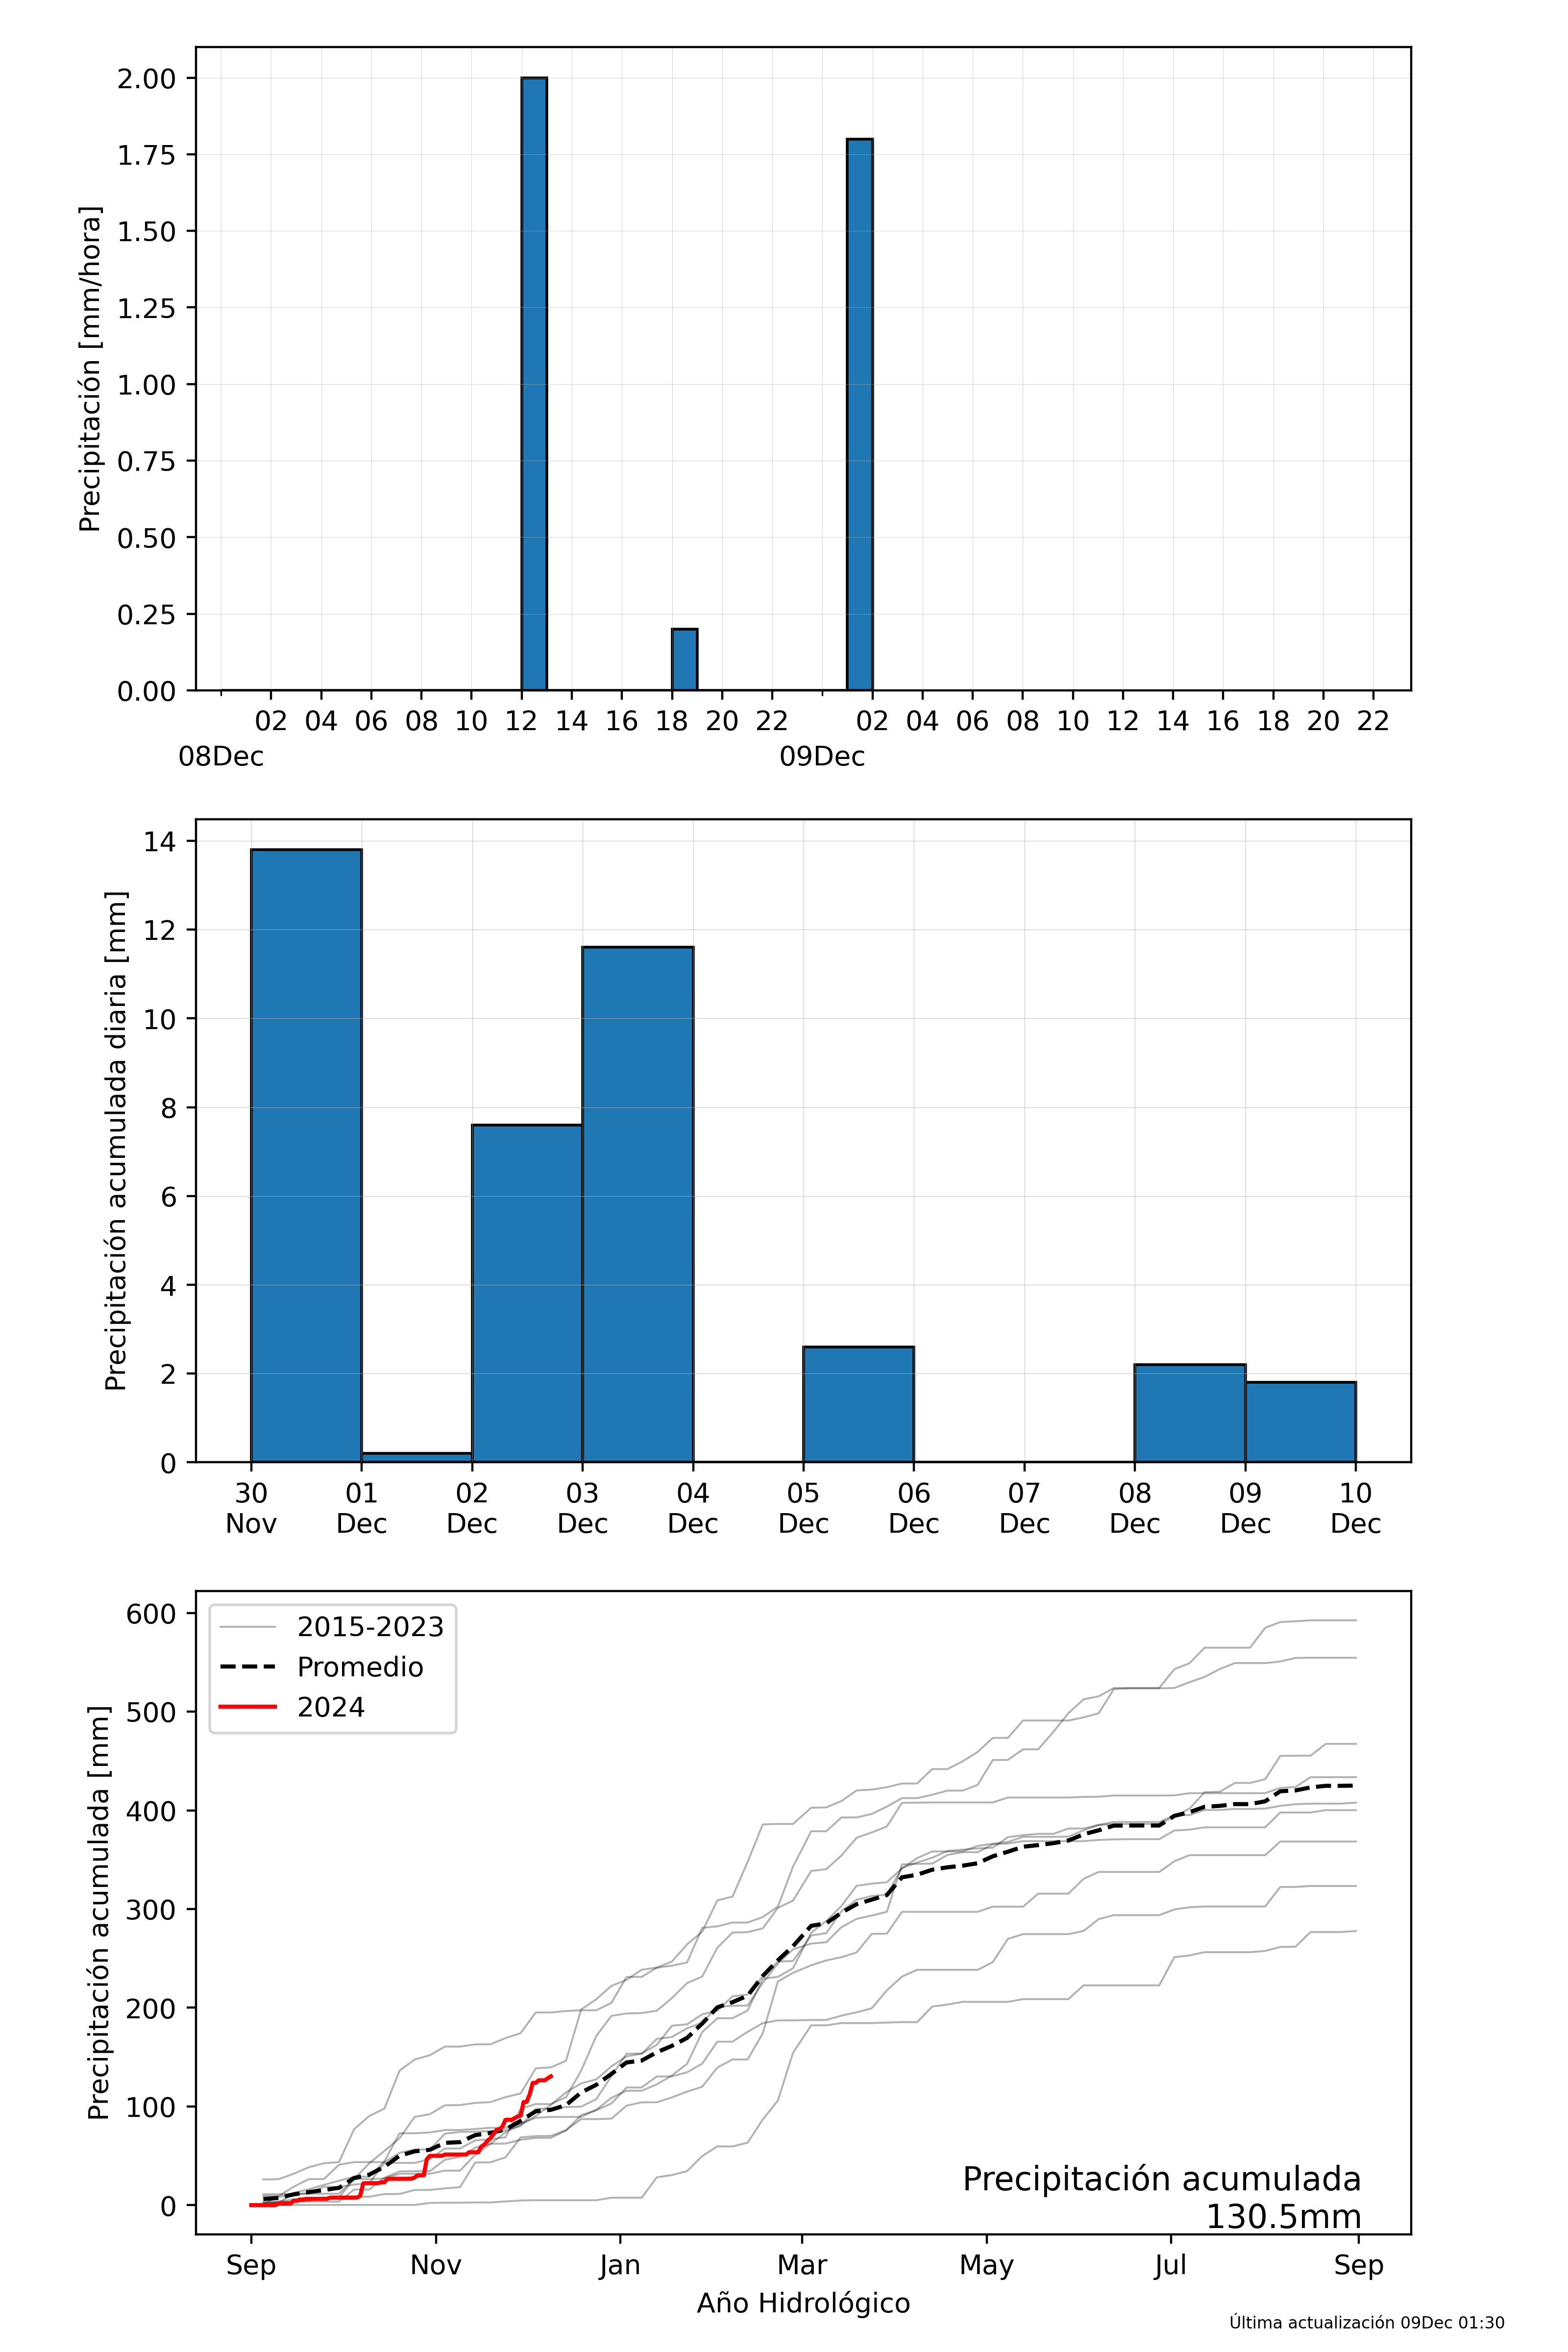 Precipitación [mm/hora]
2.00
1.75
1.50
1.25
1.00
0.75
0.50
0.25
0.00
02 04 06 08 10 12 14 16 18 20 22 02 04 06 08 10 12 14 16 18 20 22
08Dec 09Dec
Precipitación acumulada diaria [mm]
14
12
10
8
6
4
2
0
30 01 02 03 04 05 06 07 08 09 10
Nov Dec Dec Dec Dec Dec Dec Dec Dec Dec Dec
Precipitación acumulada [mm]
600
500
400
300
200
100
0
2015-2023
Promedio
2024
Precipitación acumulada
130.5mm
Sep Nov Jan Mar May Jul Sep
Año Hidrológico
Última actualización 09Dec 01:30